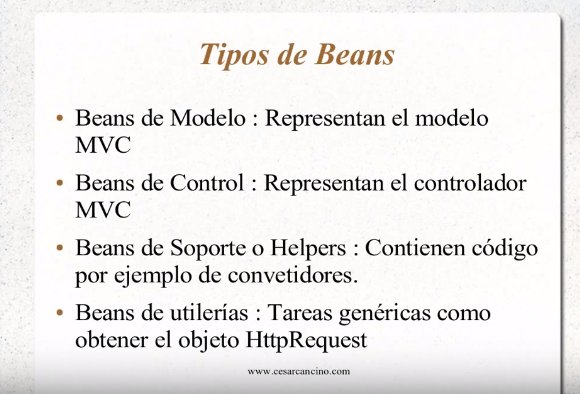 Tipos de Beans
• Beans de Modelo : Representan el modelo
MVC
• Beans de Control : Representan el controlador
MVC
• Beans de Soporte o Helpers : Contienen código
por ejemplo de convetidores.
• Beans de utilerías : Tareas genéricas como
obtener el objeto HttpRequest
www.cesarcancino.com